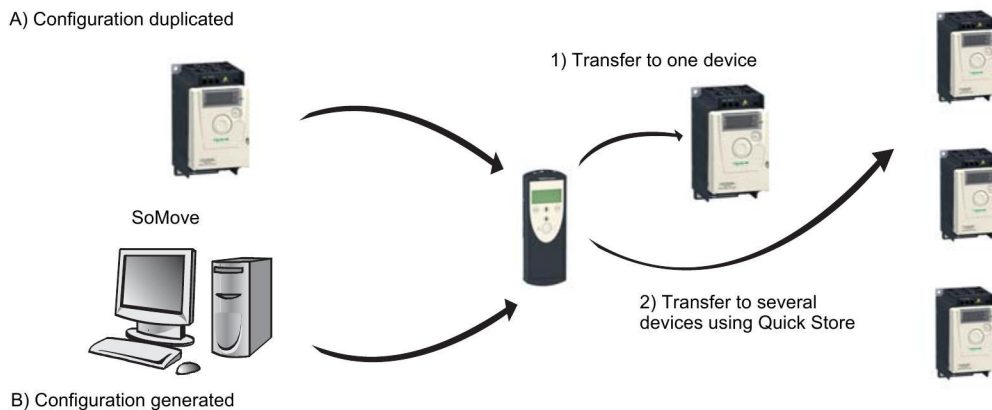 A) Configuration duplicated
1) Transfer to one device
SoMove
2) Transfer to several
devices using Quick Store
B) Configuration generated